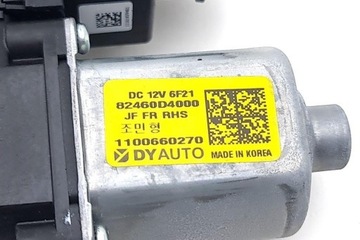 DC 12V 6F21
82460D4000
JF FR RHS
조민형
1100660270
DYAUTO
MADE IN KOREA